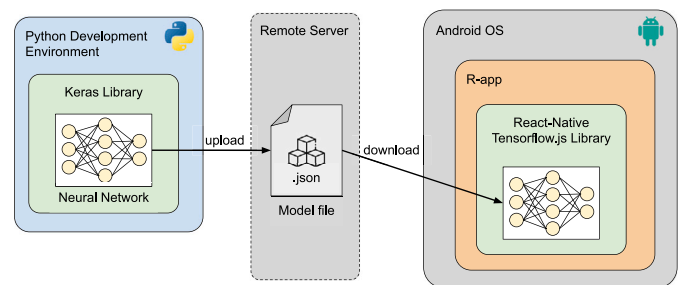 Python Development
Environment
Keras Library
Neural Network
upload
Remote Server
.json
Model file
download
Android OS
R-app
React-Native
Tensorflow.js Library